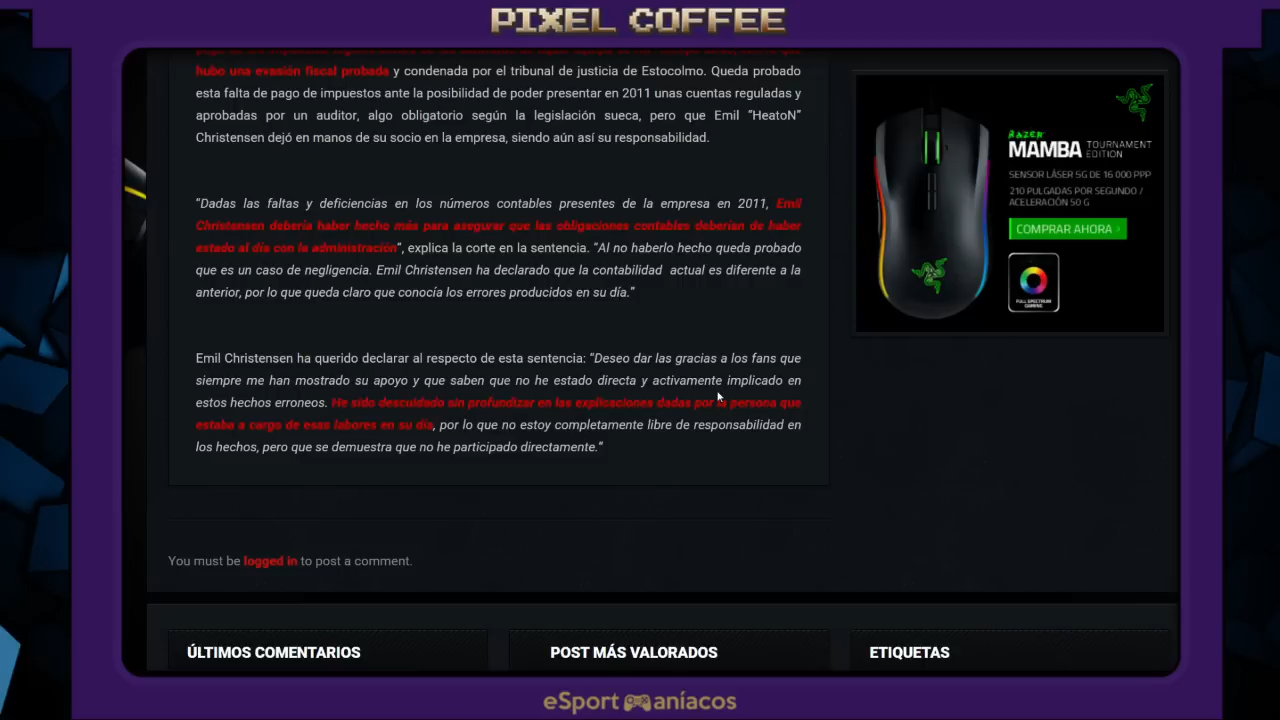 PIXEL COFFEE
hubo una evasión fiscal probada y condenada por el tribunal de justicia de Estocolmo. Queda probado
esta falta de pago de impuestos ante la posibilidad de poder presentar en 2011 unas cuentas reguladas y
aprobadas por un auditor, algo obligatorio según la legislación sueca, pero que Emil “HeatoN”
Christensen dejó en manos de su socio en la empresa, siendo aún así su responsabilidad.
“Dadas las faltas y deficiencias en los números contables presentes de la empresa en 2011, Emil
Christensen debería haber hecho más para asegurar que las obligaciones contables deberían de haber
estado al día con la administración“, explica la corte en la sentencia. “Al no haberlo hecho queda probado
que es un caso de negligencia. Emil Christensen ha declarado que la contabilidad actual es diferente a la
anterior, por lo que queda claro que conocía los errores producidos en su día.”
Emil Christensen ha querido declarar al respecto de esta sentencia: “Deseo dar las gracias a los fans que
siempre me han mostrado su apoyo y que saben que no he estado directa y activamente implicado en
estos hechos erroneos. He sido descuidado sin profundizar en las explicaciones dadas por la persona que
estaba a cargo de esas labores en su día, por lo que no estoy completamente libre de responsabilidad en
los hechos, pero que se demuestra que no he participado directamente.“
You must be logged in to post a comment.
RAZER
MAMBA TOURNAMENT EDITION
SENSOR LÁSER 5G DE 16 000 PPP
210 PULGADAS POR SEGUNDO /
ACELERACIÓN 50 G
COMPRAR AHORA ›
FULL SPECTRUM
GAMING
ÚLTIMOS COMENTARIOS
POST MÁS VALORADOS
ETIQUETAS
eSport maníacos